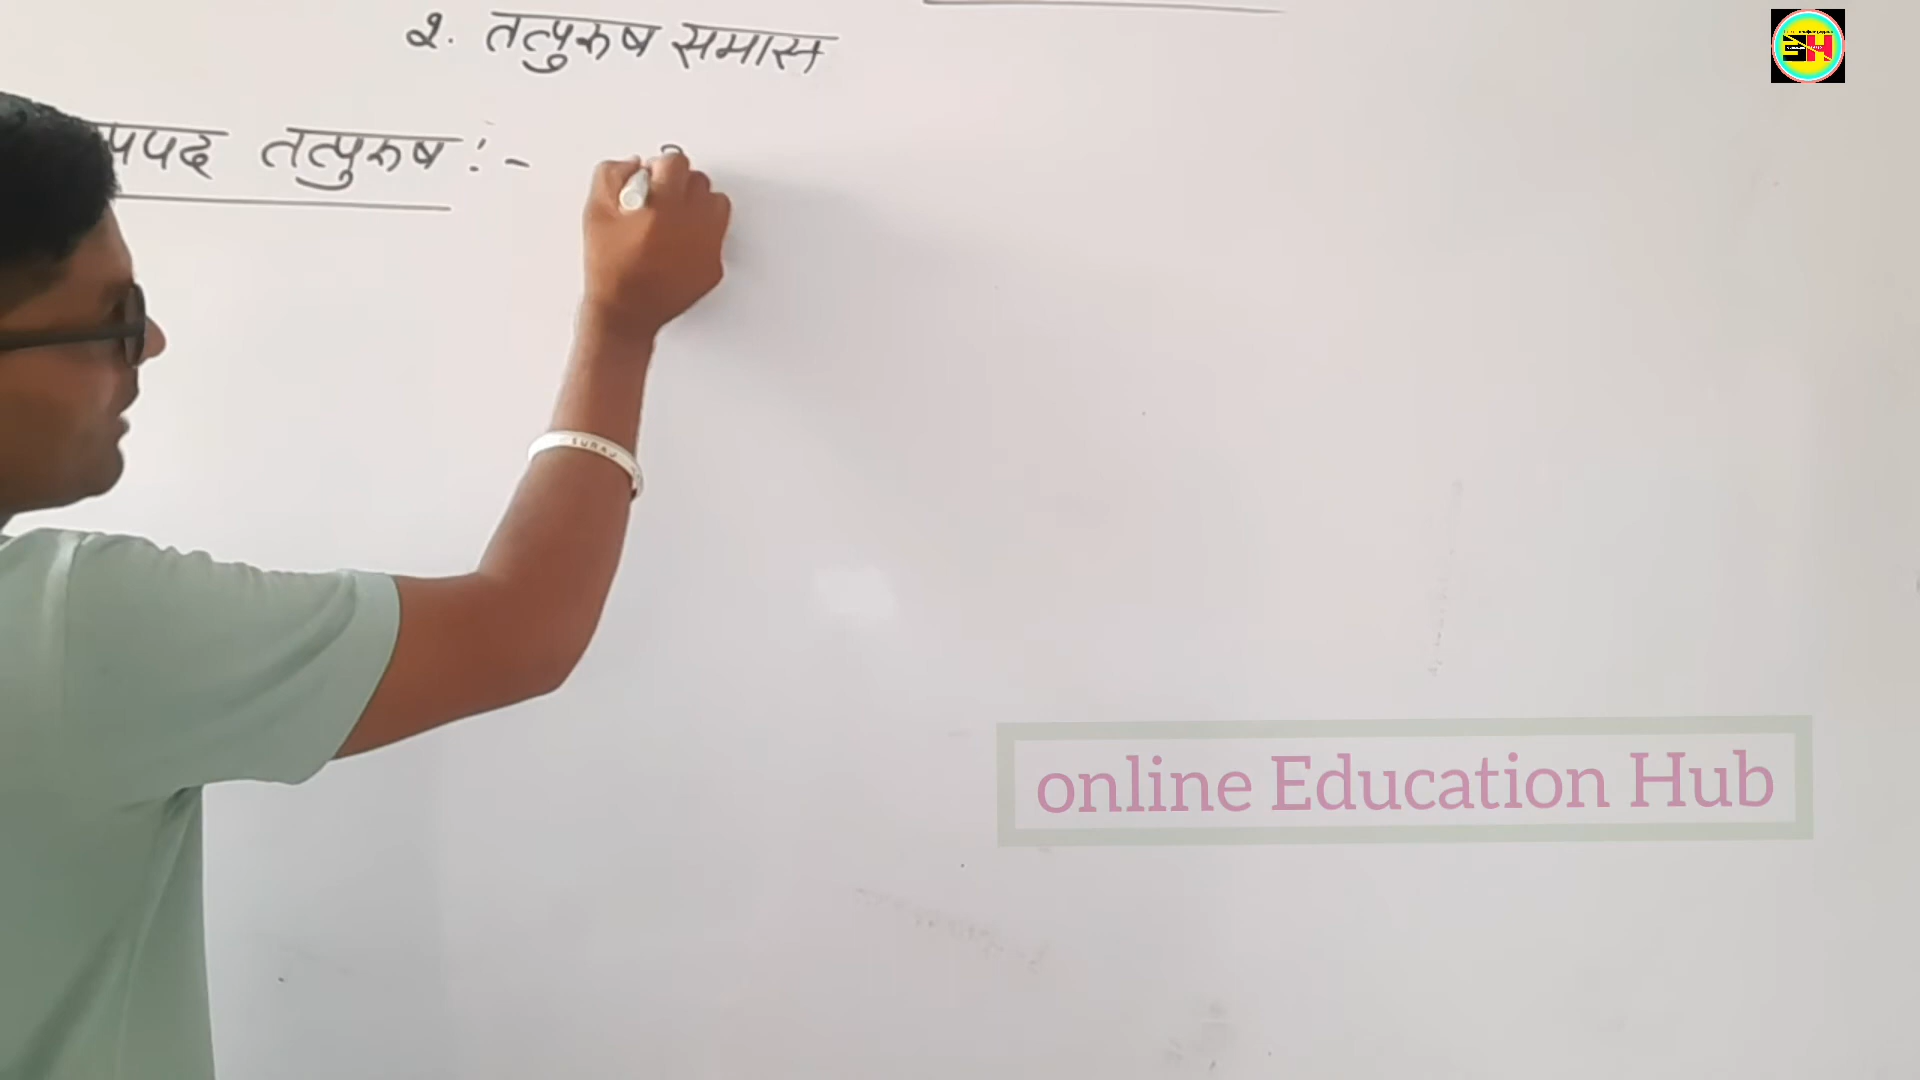 २. तत्पुरुष समास
पपद तत्पुरुष :-
online Education Hub